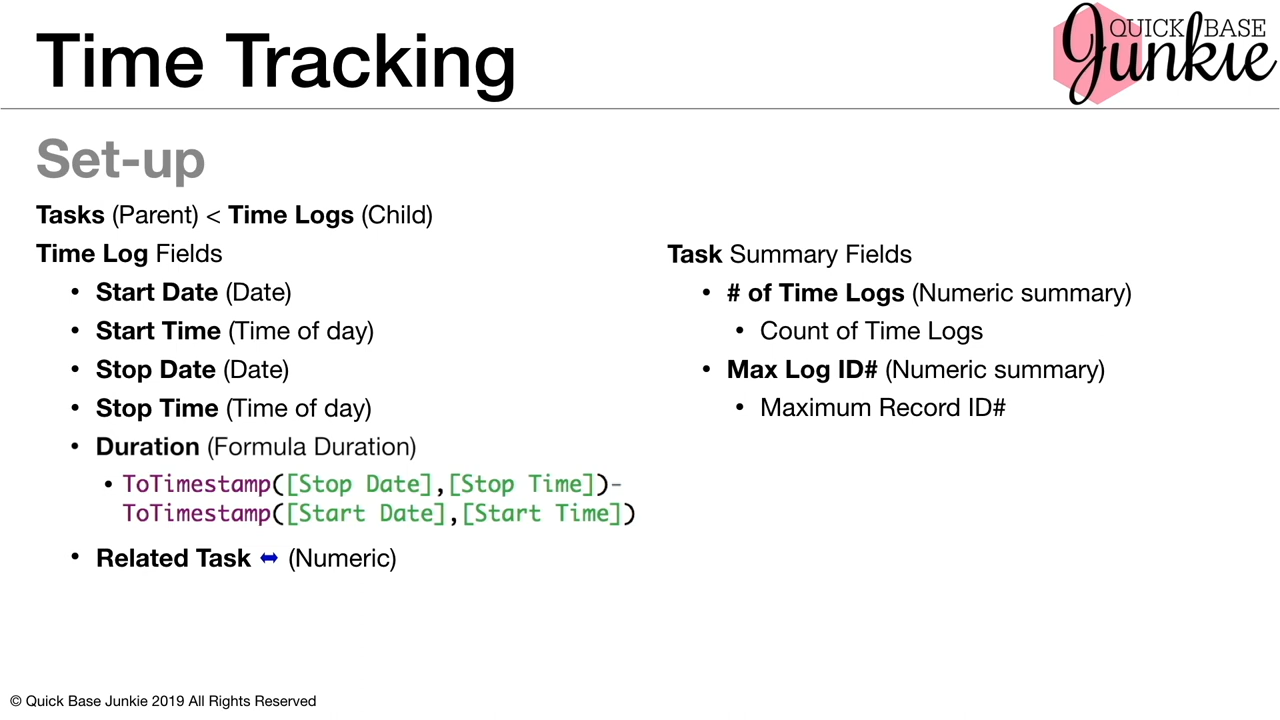 Time Tracking
QUICK BASE
Junkie
Set-up
Tasks (Parent) < Time Logs (Child)
Time Log Fields
• Start Date (Date)
• Start Time (Time of day)
• Stop Date (Date)
• Stop Time (Time of day)
• Duration (Formula Duration)
• ToTimestamp([Stop Date],[Stop Time])-
ToTimestamp([Start Date],[Start Time])
• Related Task ⬌ (Numeric)
Task Summary Fields
• # of Time Logs (Numeric summary)
• Count of Time Logs
• Max Log ID# (Numeric summary)
• Maximum Record ID#
© Quick Base Junkie 2019 All Rights Reserved